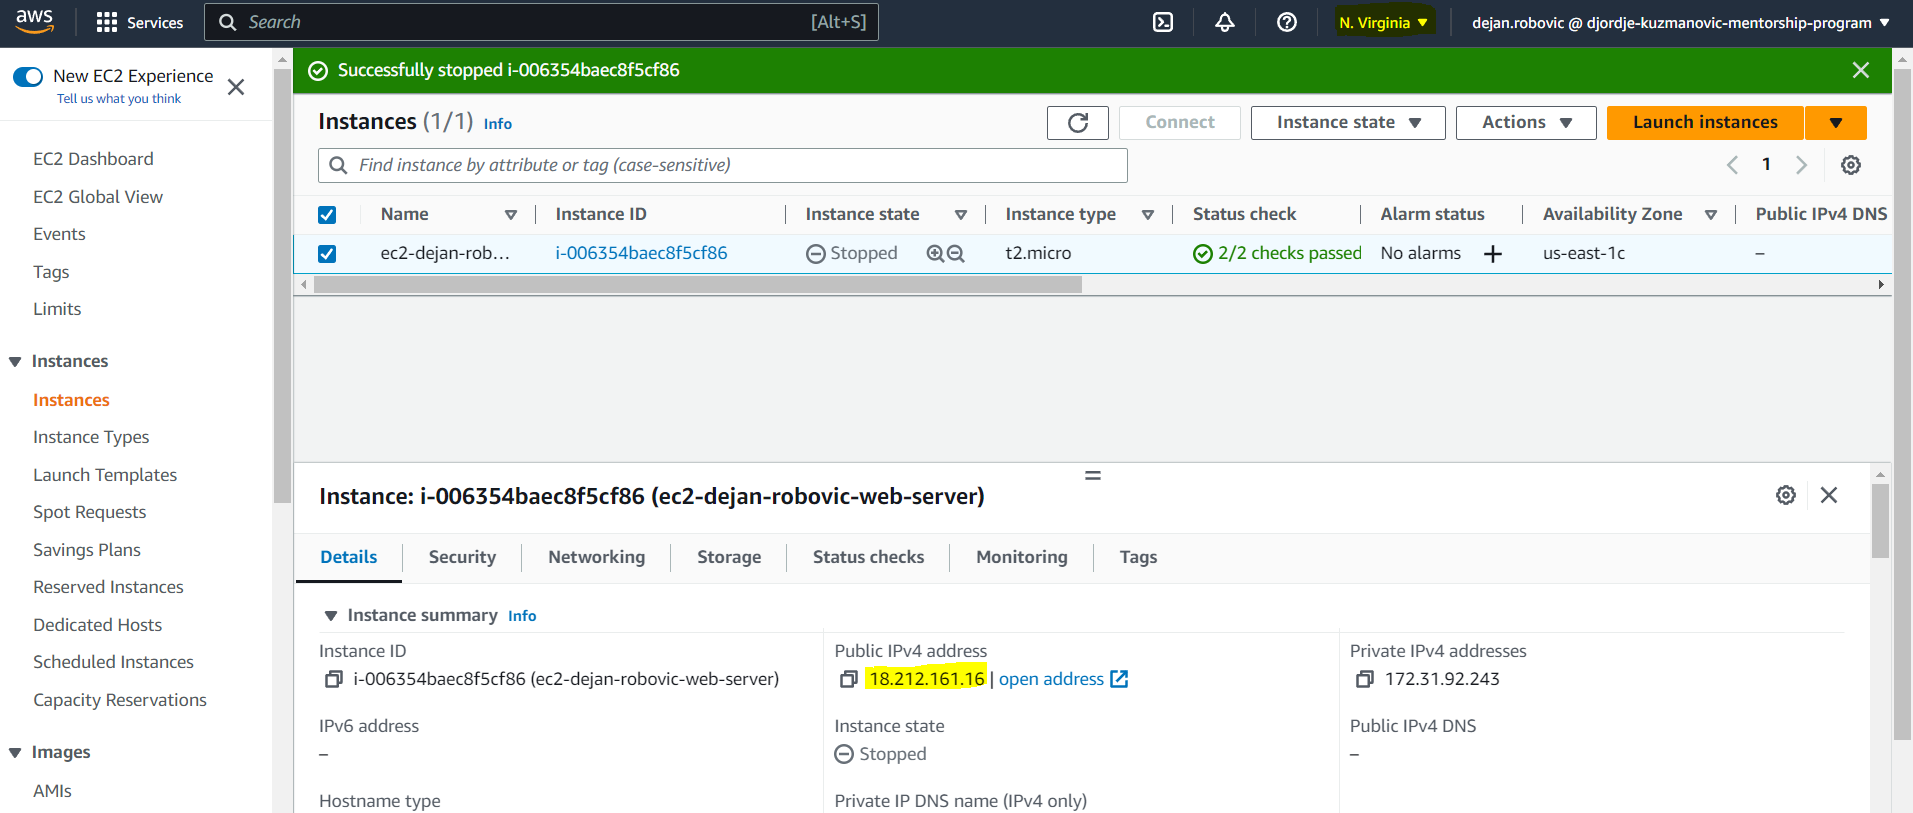 aws Services Search [Alt+S] N. Virginia dejan.robovic @ djordje-kuzmanovic-mentorship-program
New EC2 Experience
Tell us what you think
EC2 Dashboard
EC2 Global View
Events
Tags
Limits
Instances
Instances
Instance Types
Launch Templates
Spot Requests
Savings Plans
Reserved Instances
Dedicated Hosts
Scheduled Instances
Capacity Reservations
Images
AMIs
Successfully stopped i-006354baec8f5cf86
Instances (1/1) Info Connect Instance state Actions Launch instances
Find instance by attribute or tag (case-sensitive) 1
Name Instance ID Instance state Instance type Status check Alarm status Availability Zone Public IPv4 DNS
ec2-dejan-rob... i-006354baec8f5cf86 Stopped t2.micro 2/2 checks passed No alarms + us-east-1c –
Instance: i-006354baec8f5cf86 (ec2-dejan-robovic-web-server)
Details Security Networking Storage Status checks Monitoring Tags
Instance summary Info
Instance ID Public IPv4 address Private IPv4 addresses
i-006354baec8f5cf86 (ec2-dejan-robovic-web-server) 18.212.161.16 | open address 172.31.92.243
IPv6 address Instance state Public IPv4 DNS
– Stopped –
Hostname type Private IP DNS name (IPv4 only)